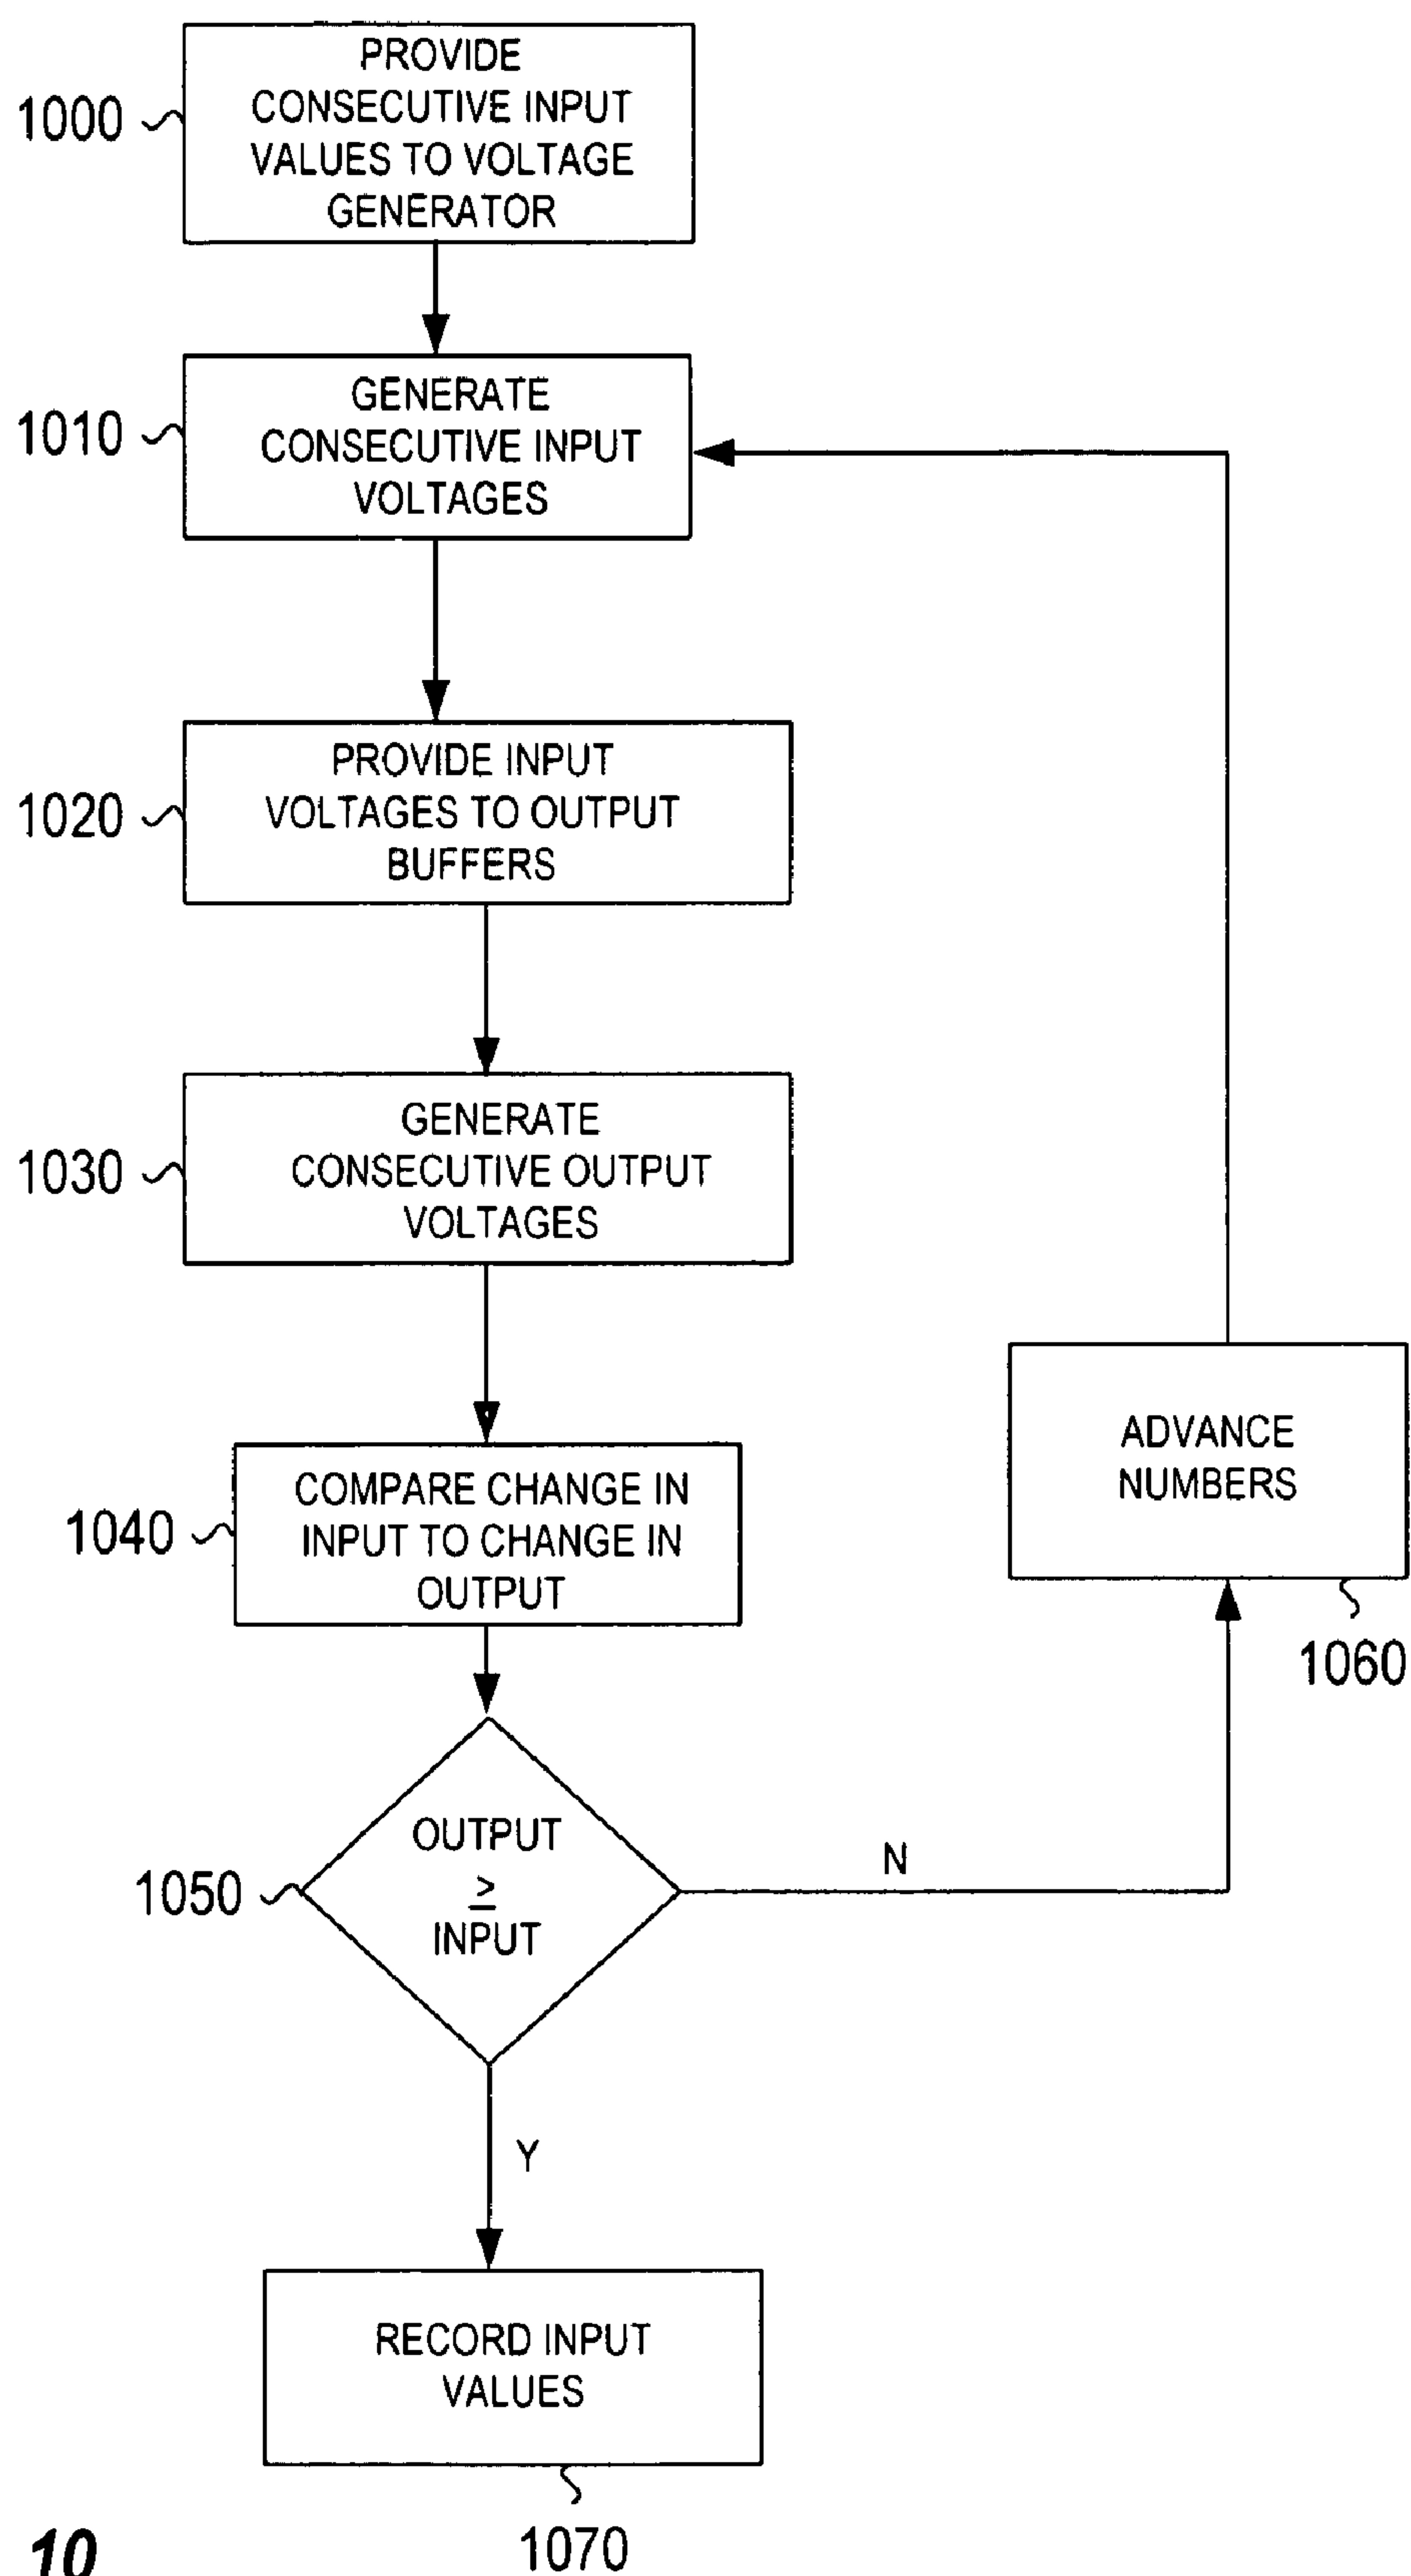 PROVIDE
CONSECUTIVE INPUT
VALUES TO VOLTAGE
GENERATOR
1000
GENERATE
CONSECUTIVE INPUT
VOLTAGES
1010
PROVIDE INPUT
VOLTAGES TO OUTPUT
BUFFERS
1020
GENERATE
CONSECUTIVE OUTPUT
VOLTAGES
1030
COMPARE CHANGE IN
INPUT TO CHANGE IN
OUTPUT
1040
ADVANCE
NUMBERS
1060
OUTPUT
≥
INPUT
1050
N
Y
RECORD INPUT
VALUES
1070
10